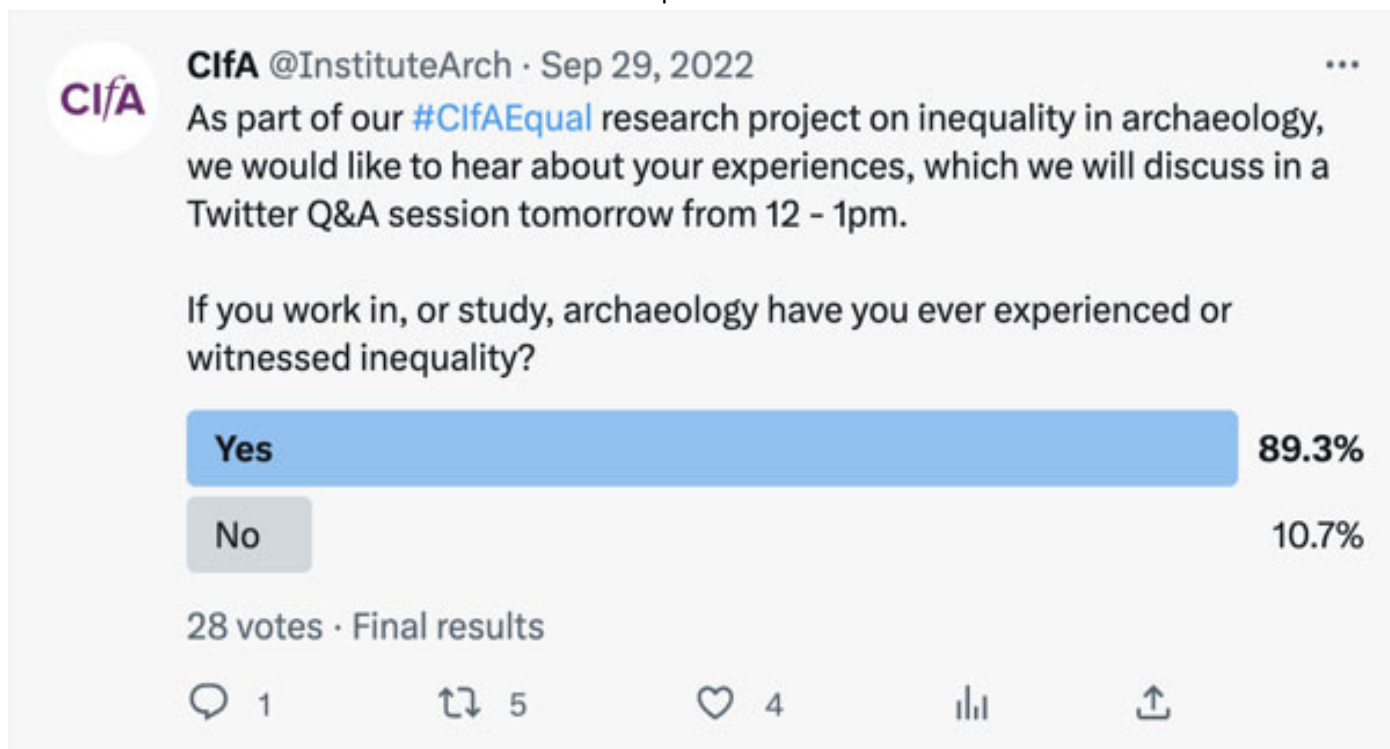 CIfA
CIfA @InstituteArch · Sep 29, 2022
As part of our #CIfAEqual research project on inequality in archaeology,
we would like to hear about your experiences, which we will discuss in a
Twitter Q&A session tomorrow from 12 - 1pm.
If you work in, or study, archaeology have you ever experienced or
witnessed inequality?
Yes 89.3%
No 10.7%
28 votes · Final results
1 5 4